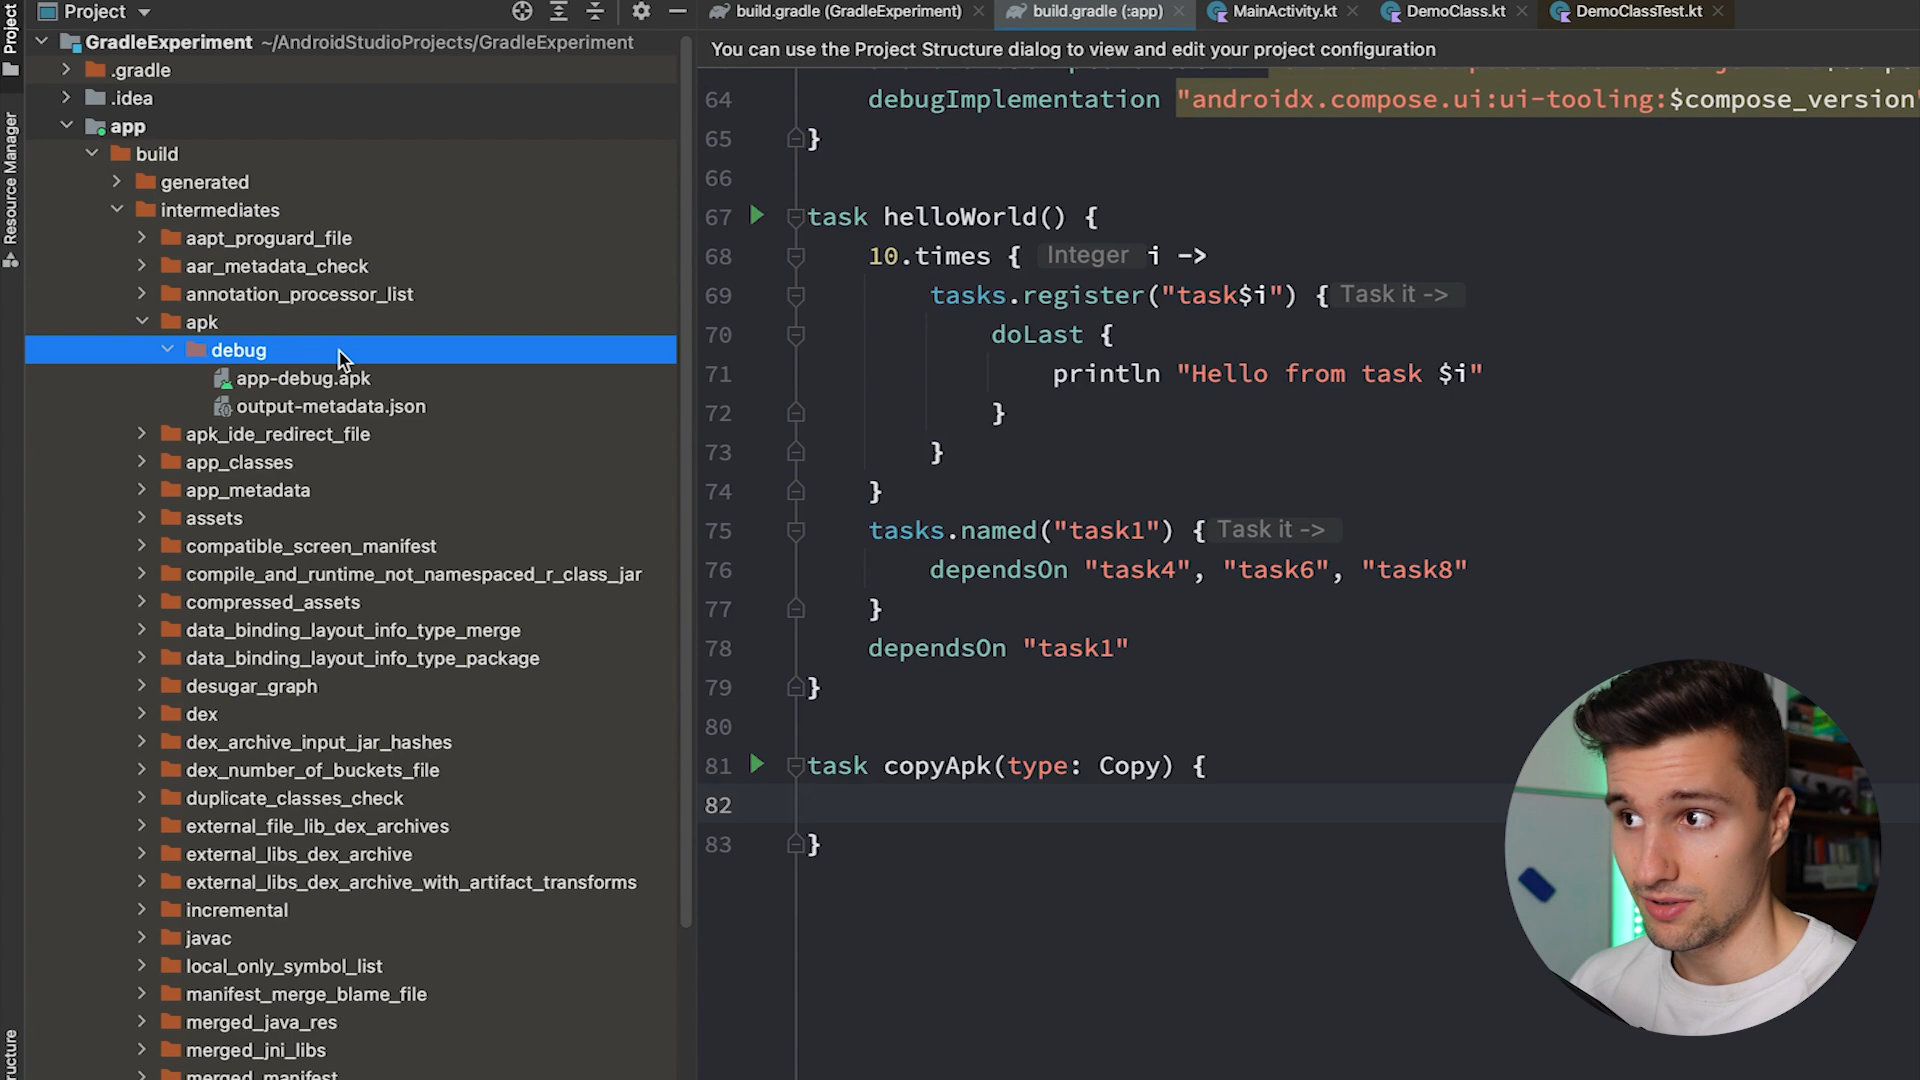 Project
build.gradle (GradleExperiment)
build.gradle (:app)
MainActivity.kt
DemoClass.kt
DemoClassTest.kt
Project
Resource Manager
ructure
GradleExperiment ~/AndroidStudioProjects/GradleExperiment
.gradle
.idea
app
build
generated
intermediates
aapt_proguard_file
aar_metadata_check
annotation_processor_list
apk
debug
app-debug.apk
output-metadata.json
apk_ide_redirect_file
app_classes
app_metadata
assets
compatible_screen_manifest
compile_and_runtime_not_namespaced_r_class_jar
compressed_assets
data_binding_layout_info_type_merge
data_binding_layout_info_type_package
desugar_graph
dex
dex_archive_input_jar_hashes
dex_number_of_buckets_file
duplicate_classes_check
external_file_lib_dex_archives
external_libs_dex_archive
external_libs_dex_archive_with_artifact_transforms
incremental
javac
local_only_symbol_list
manifest_merge_blame_file
merged_java_res
merged_jni_libs
merged_manifest
You can use the Project Structure dialog to view and edit your project configuration
64 debugImplementation "androidx.compose.ui:ui-tooling:$compose_version"
65 }
66
67 task helloWorld() {
68 10.times { Integer i ->
69 tasks.register("task$i") { Task it ->
70 doLast {
71 println "Hello from task $i"
72 }
73 }
74 }
75 tasks.named("task1") { Task it ->
76 dependsOn "task4", "task6", "task8"
77 }
78 dependsOn "task1"
79 }
80
81 task copyApk(type: Copy) {
82
83 }